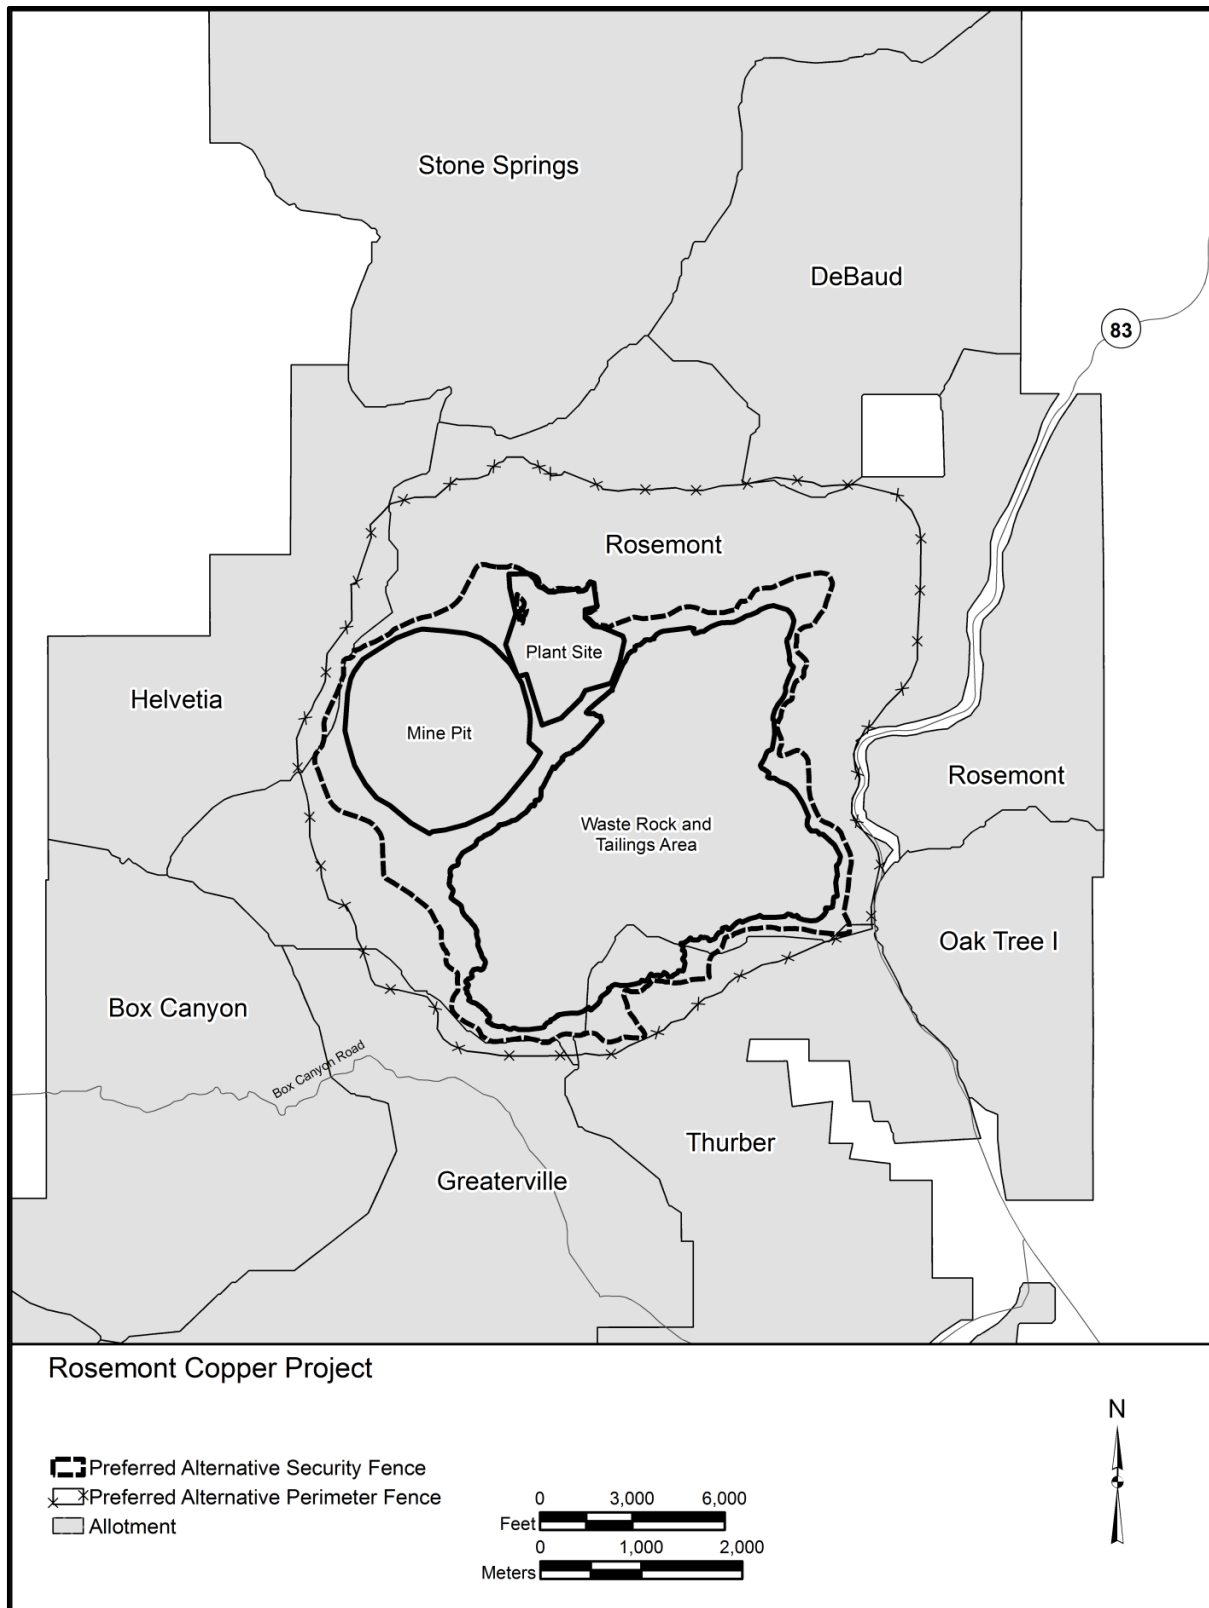 Stone Springs
DeBaud
83
Rosemont
Plant Site
Helvetia
Mine Pit
Rosemont
Waste Rock and
Tailings Area
Oak Tree I
Box Canyon
Box Canyon Road
Thurber
Greaterville
Rosemont Copper Project
N
Preferred Alternative Security Fence
Preferred Alternative Perimeter Fence
Allotment
0 3,000 6,000
Feet
0 1,000 2,000
Meters